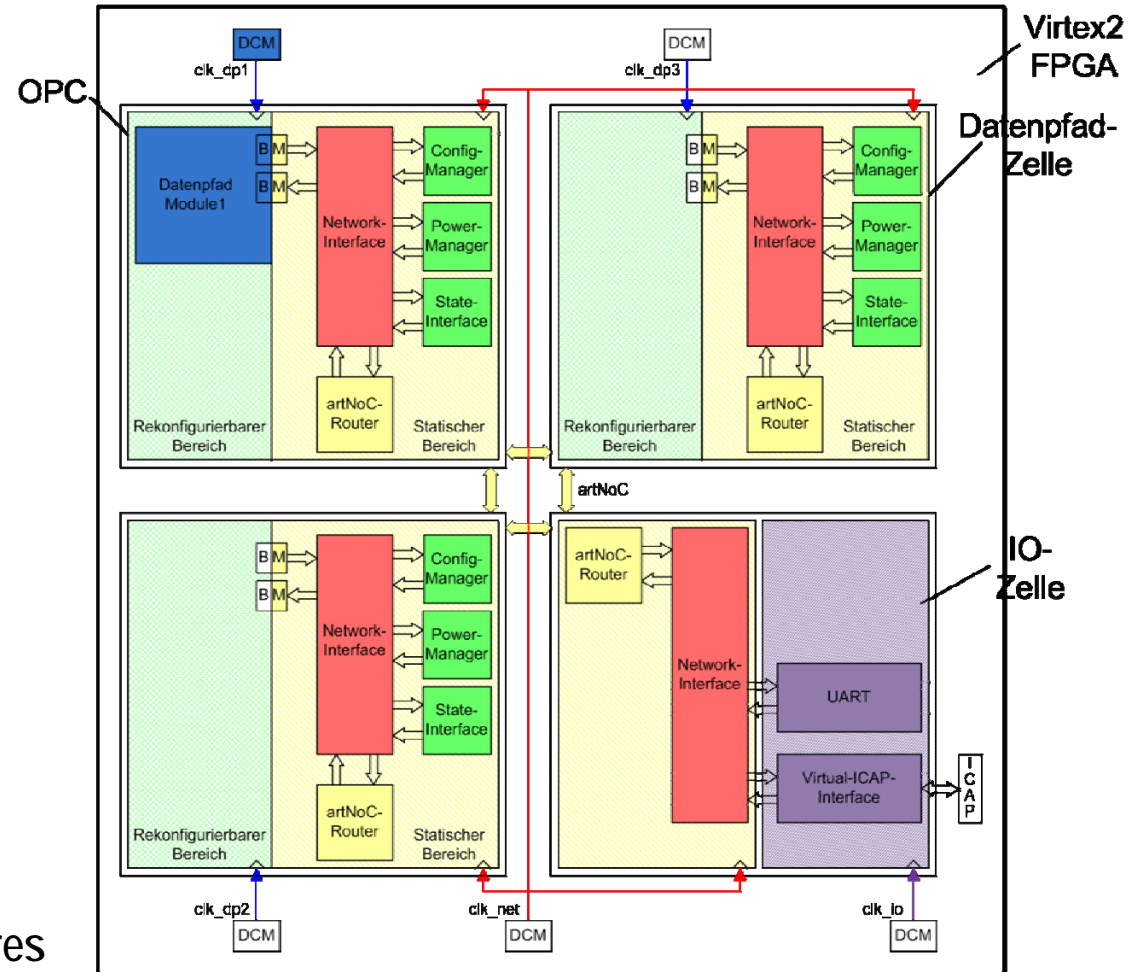 DCM
clk_dp1
DCM
clk_dp3
Virtex2
FPGA
OPC
Datenpfad-
Zelle
Datenpfad
Module1
B M
B M
Network-
Interface
Config-
Manager
Power-
Manager
State-
Interface
artNoC-
Router
Rekonfigurierbarer
Bereich
Statischer
Bereich
B M
B M
Network-
Interface
Config-
Manager
Power-
Manager
State-
Interface
artNoC-
Router
Rekonfigurierbarer
Bereich
Statischer
Bereich
artNoC
B M
B M
Network-
Interface
Config-
Manager
Power-
Manager
State-
Interface
artNoC-
Router
Rekonfigurierbarer
Bereich
Statischer
Bereich
artNoC-
Router
Network-
Interface
UART
Virtual-ICAP-
Interface
I
C
A
P
IO-
Zelle
clk_dp2
DCM
clk_net
DCM
clk_io
DCM
res